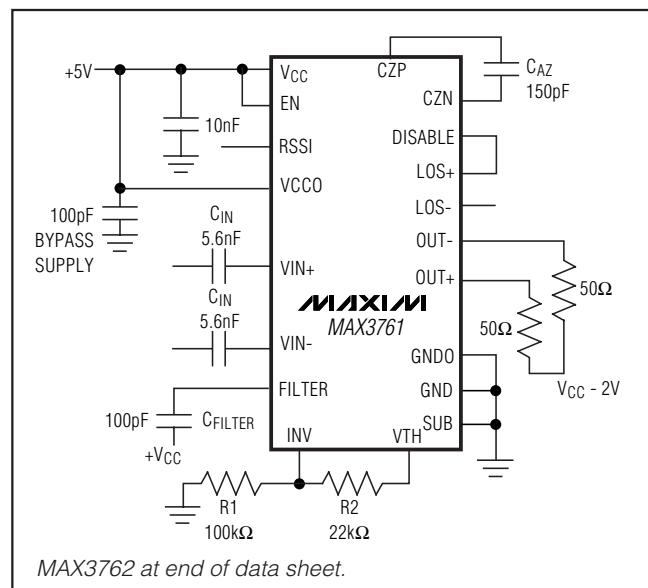 +5V
VCC
CZP
CAZ
150pF
EN
CZN
10nF
RSSI
DISABLE
LOS+
VCCO
LOS-
100pF
BYPASS
SUPPLY
CIN
5.6nF
VIN+
OUT-
OUT+
50Ω
50Ω
MAXIM
MAX3761
CIN
5.6nF
VIN-
GNDO
VCC - 2V
FILTER
GND
100pF
CFILTER
+VCC
SUB
INV
VTH
R1
100kΩ
R2
22kΩ
MAX3762 at end of data sheet.